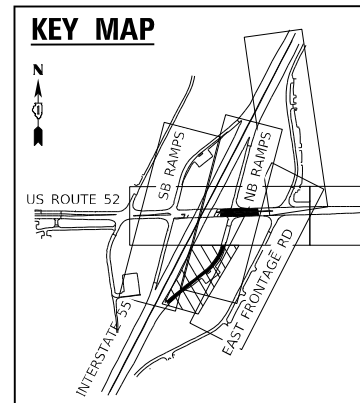 KEY MAP
N
US ROUTE 52
SB RAMPS
NB RAMPS
INTERSTATE 55
EAST FRONTAGE RD